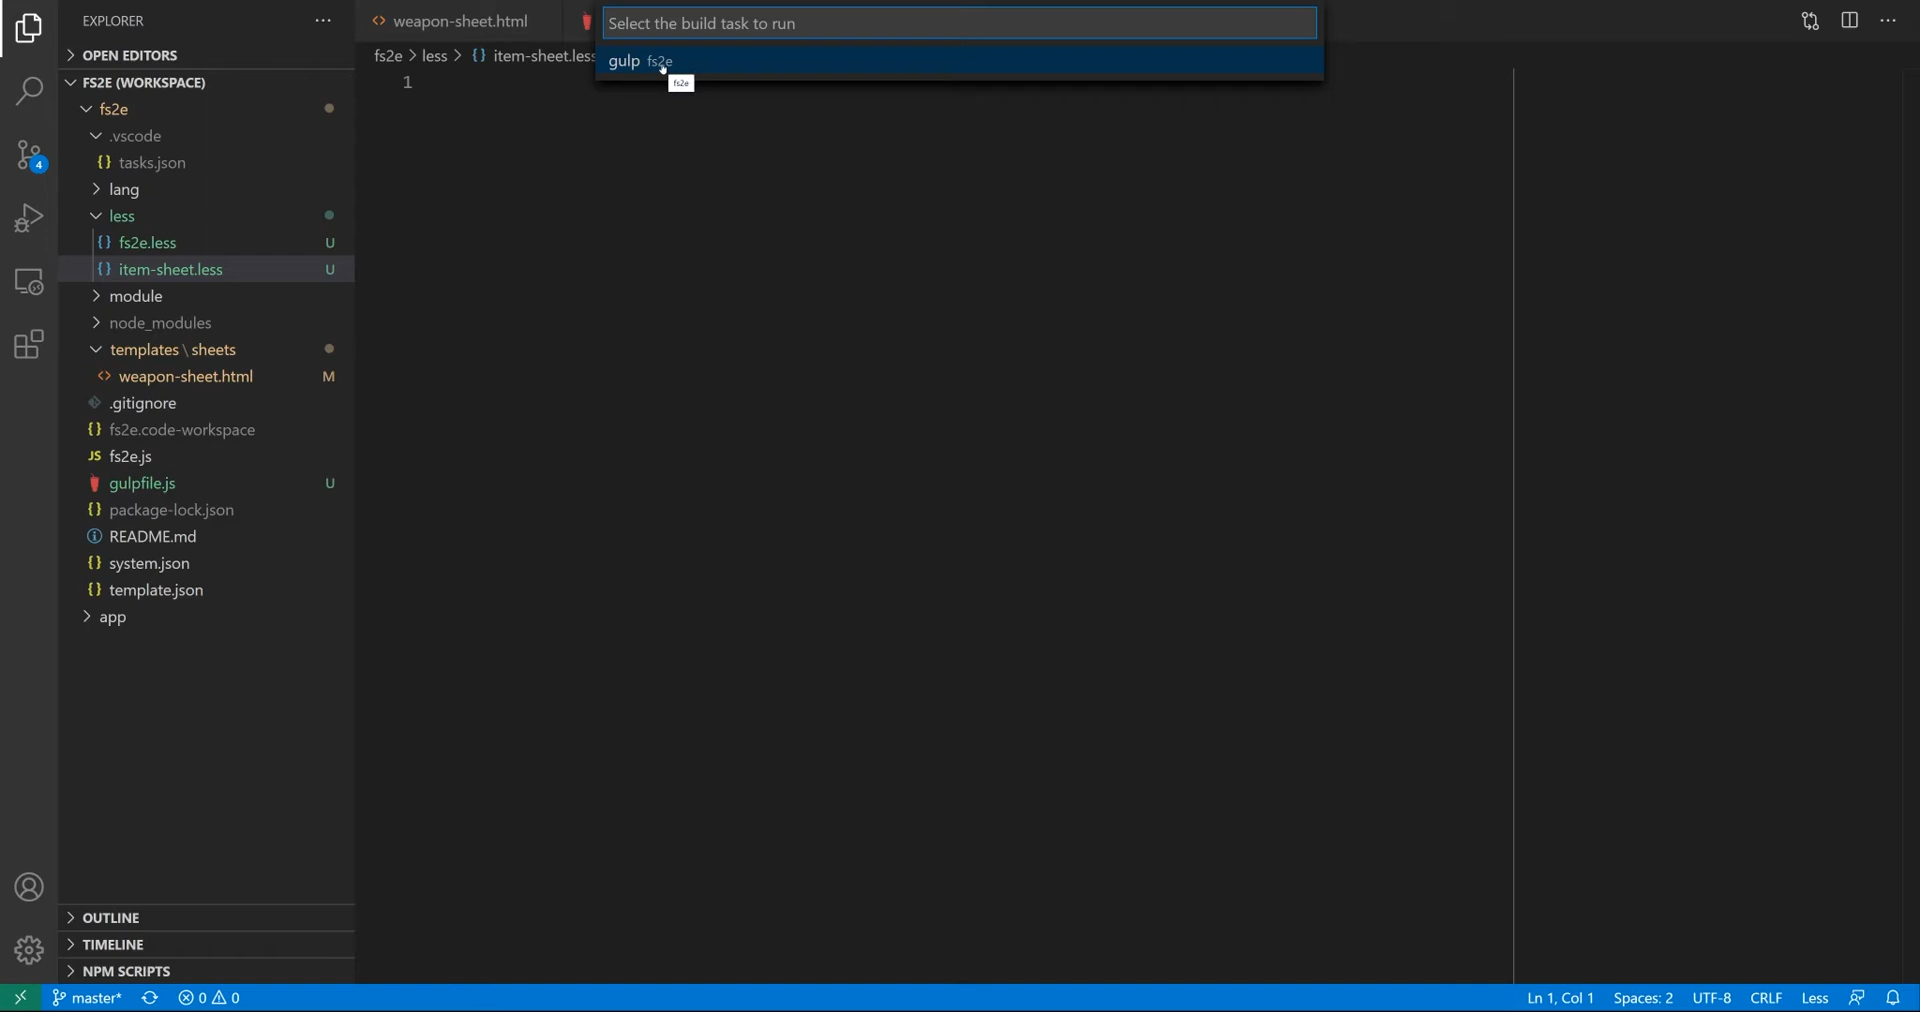 EXPLORER
OPEN EDITORS
FS2E (WORKSPACE)
fs2e
.vscode
{} tasks.json
lang
less
{} fs2e.less U
{} item-sheet.less U
module
node_modules
templates \ sheets
<> weapon-sheet.html M
.gitignore
{} fs2e.code-workspace
JS fs2e.js
gulpfile.js U
{} package-lock.json
README.md
{} system.json
{} template.json
app
OUTLINE
TIMELINE
NPM SCRIPTS
4
<> weapon-sheet.html
Select the build task to run
gulp fs2e
fs2e
fs2e > less > {} item-sheet.less
1
master* 0 0
Ln 1, Col 1 Spaces: 2 UTF-8 CRLF Less